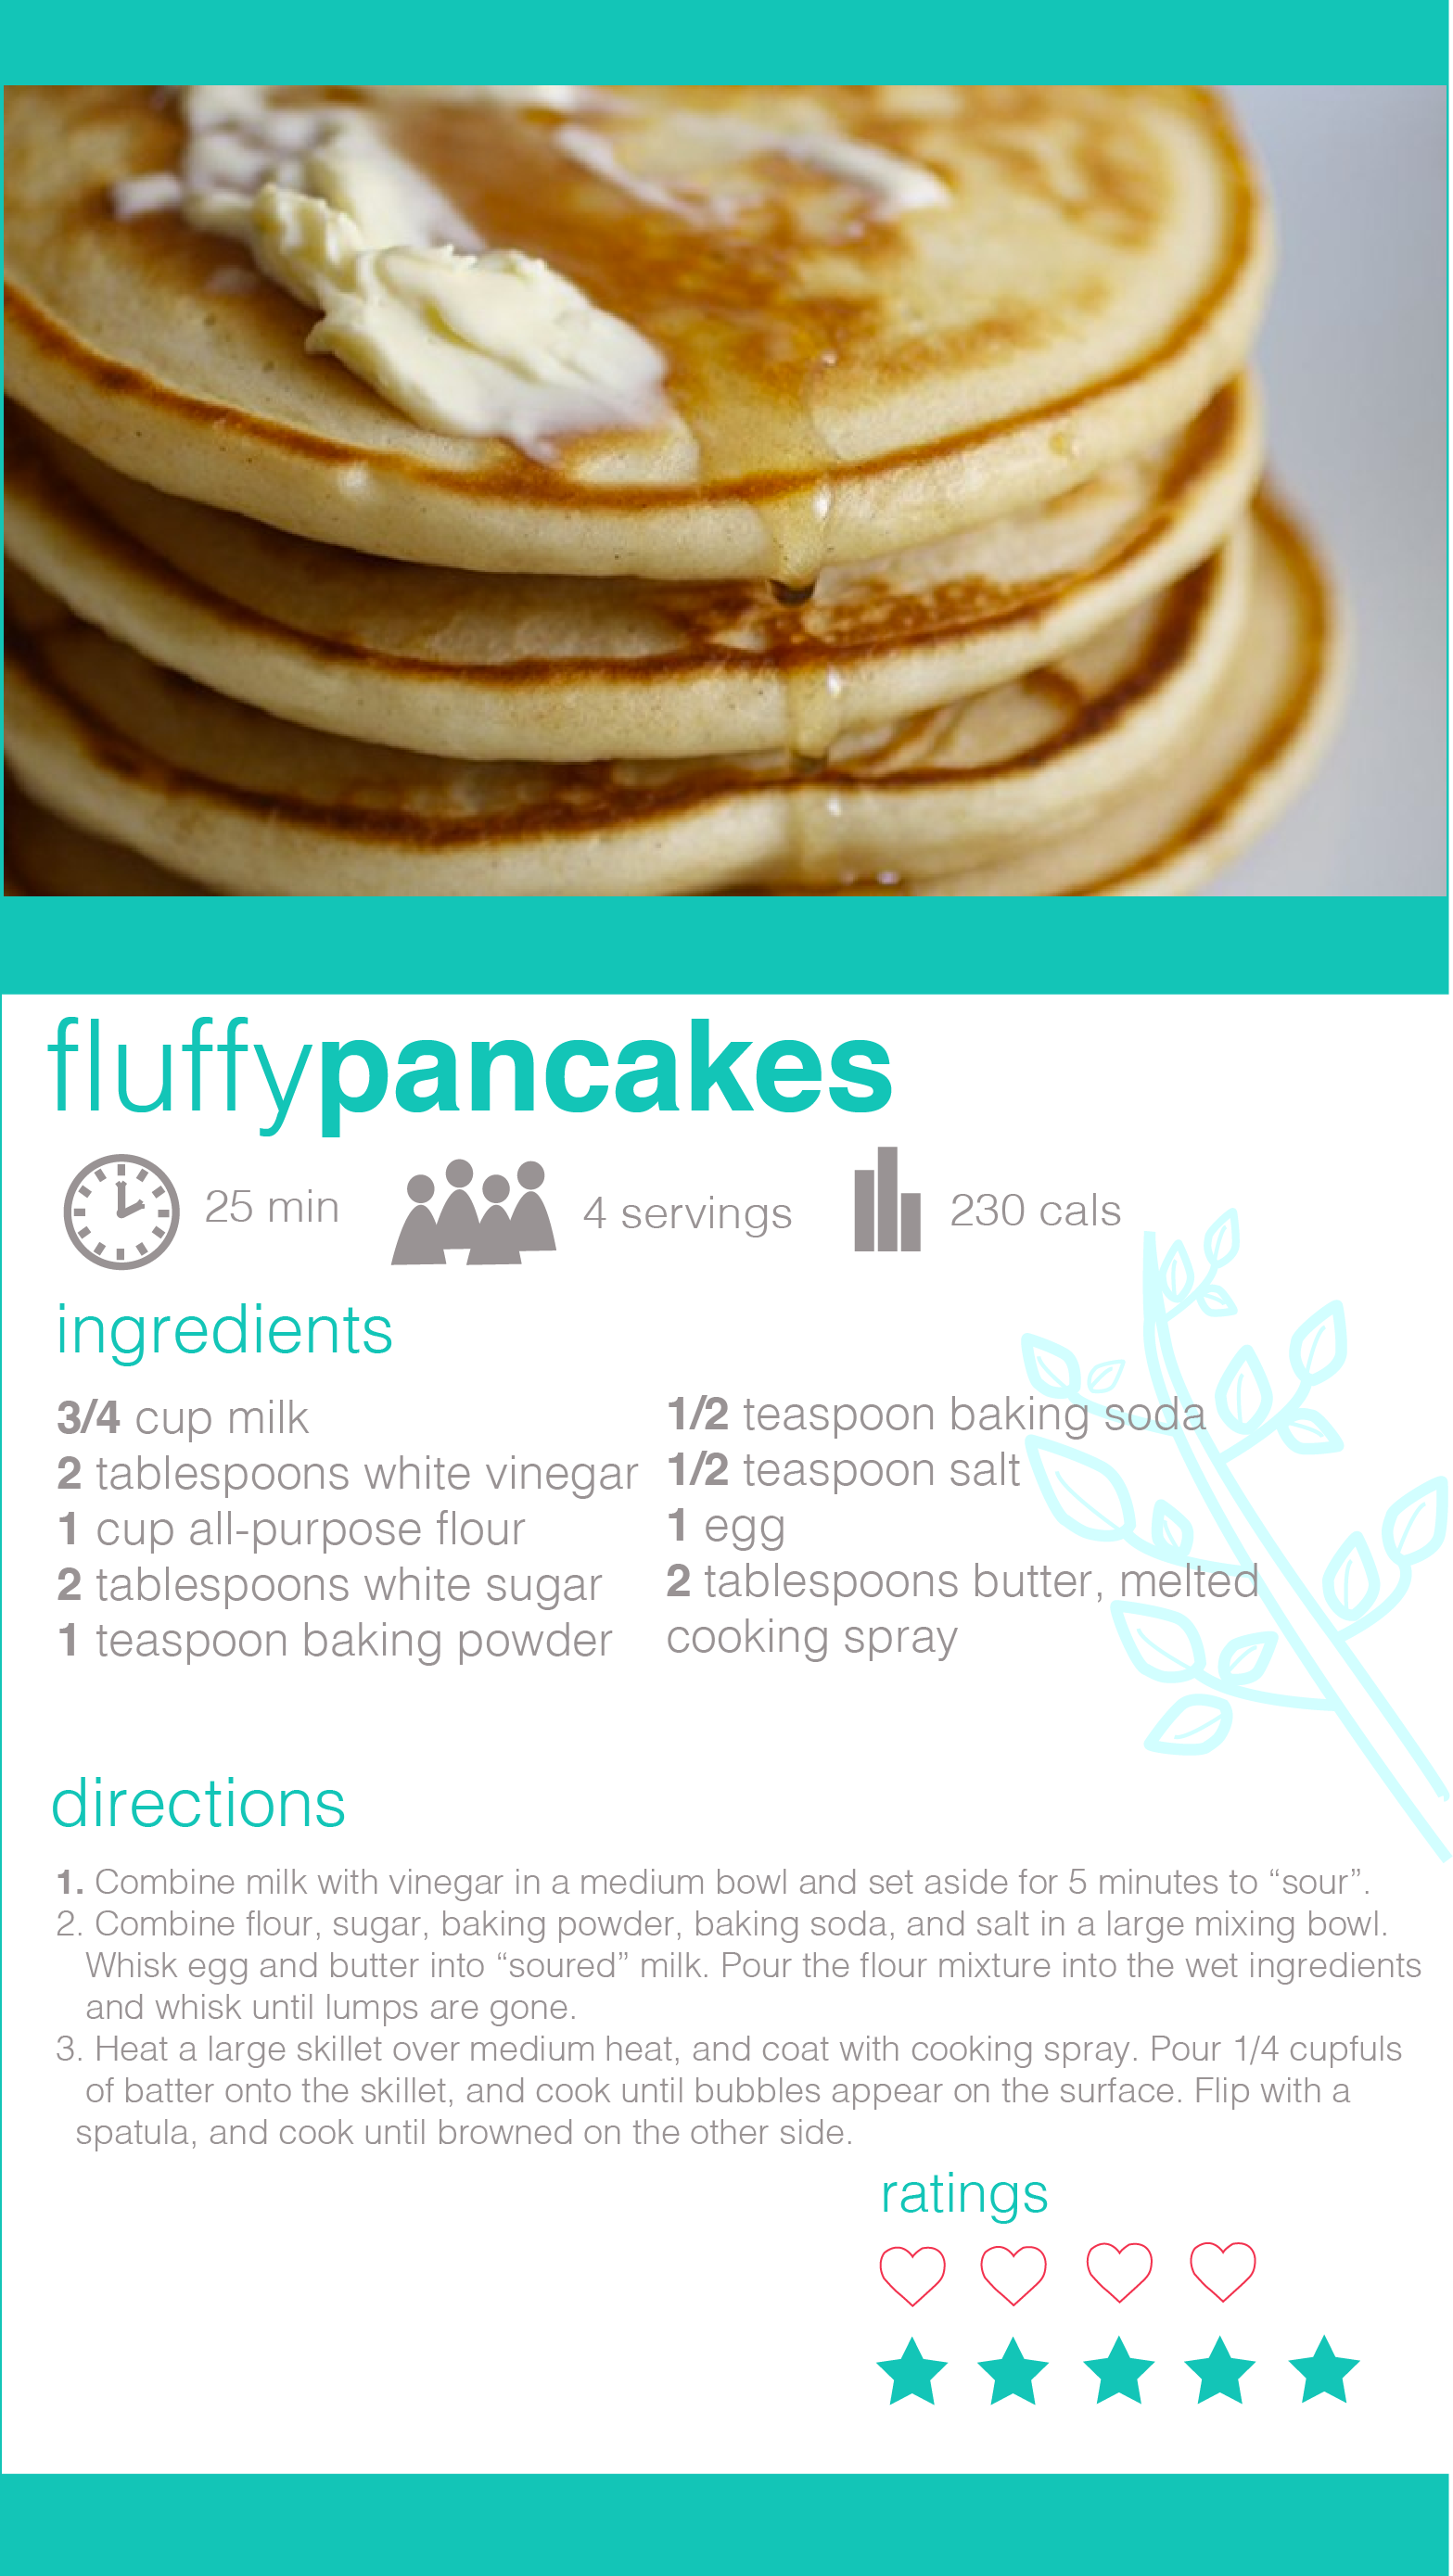 fluffypancakes
25 min
4 servings
230 cals
ingredients
3/4 cup milk
2 tablespoons white vinegar
1 cup all-purpose flour
2 tablespoons white sugar
1 teaspoon baking powder
1/2 teaspoon baking soda
1/2 teaspoon salt
1 egg
2 tablespoons butter, melted
cooking spray
directions
1. Combine milk with vinegar in a medium bowl and set aside for 5 minutes to “sour”.
2. Combine flour, sugar, baking powder, baking soda, and salt in a large mixing bowl.
Whisk egg and butter into “soured” milk. Pour the flour mixture into the wet ingredients
and whisk until lumps are gone.
3. Heat a large skillet over medium heat, and coat with cooking spray. Pour 1/4 cupfuls
of batter onto the skillet, and cook until bubbles appear on the surface. Flip with a
spatula, and cook until browned on the other side.
ratings